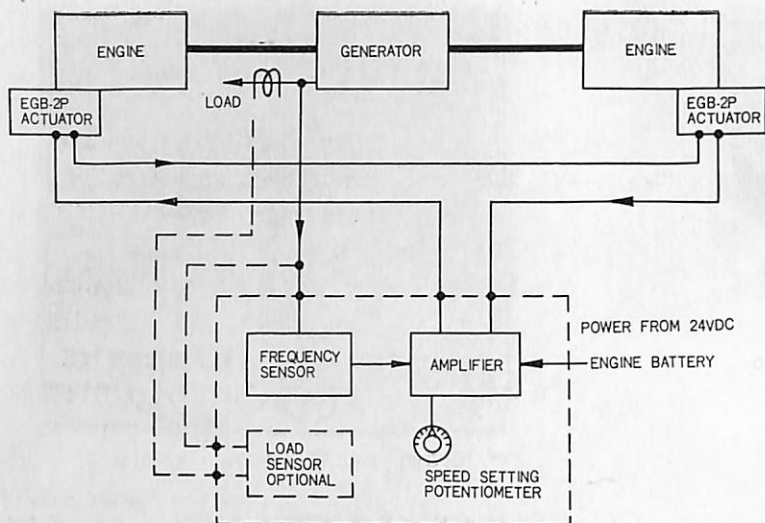 ENGINE
GENERATOR
ENGINE
LOAD
EGB-2P
ACTUATOR
EGB-2P
ACTUATOR
FREQUENCY
SENSOR
AMPLIFIER
POWER FROM 24VDC
ENGINE BATTERY
LOAD
SENSOR
OPTIONAL
SPEED SETTING
POTENTIOMETER